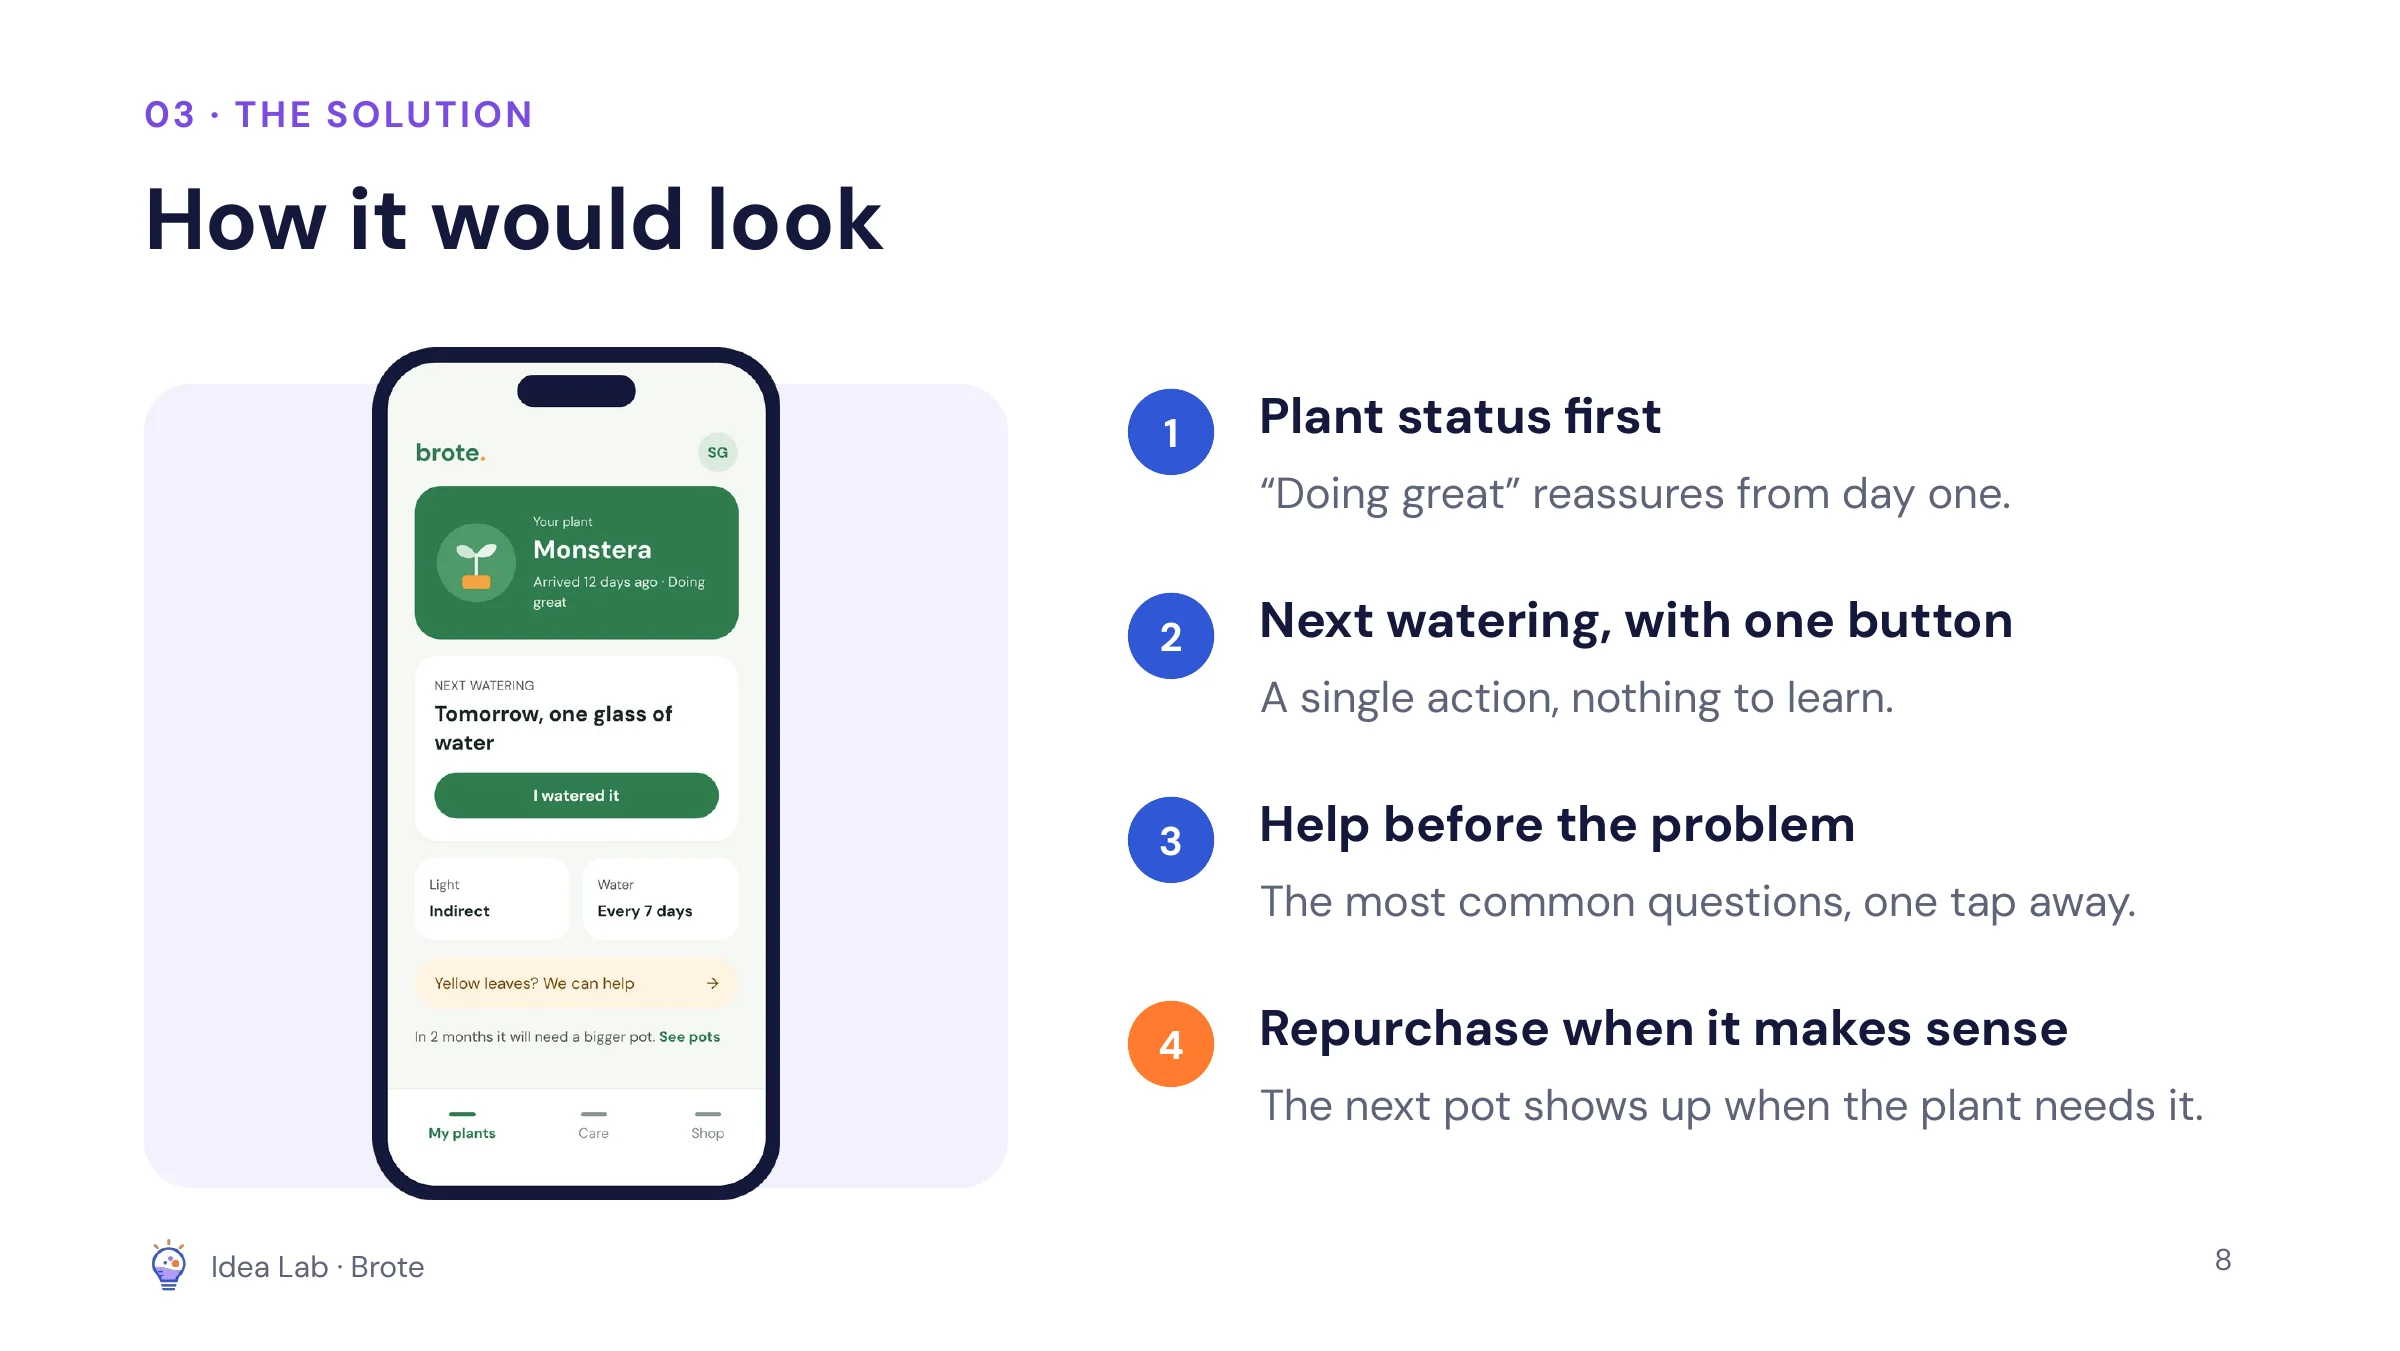 03 · THE SOLUTION
How it would look
brote.
SG
Your plant
Monstera
Arrived 12 days ago · Doing
great
NEXT WATERING
Tomorrow, one glass of
water
I watered it
Light
Indirect
Water
Every 7 days
Yellow leaves? We can help →
In 2 months it will need a bigger pot. See pots
My plants
Care
Shop
1
Plant status first
“Doing great” reassures from day one.
2
Next watering, with one button
A single action, nothing to learn.
3
Help before the problem
The most common questions, one tap away.
4
Repurchase when it makes sense
The next pot shows up when the plant needs it.
Idea Lab · Brote
8